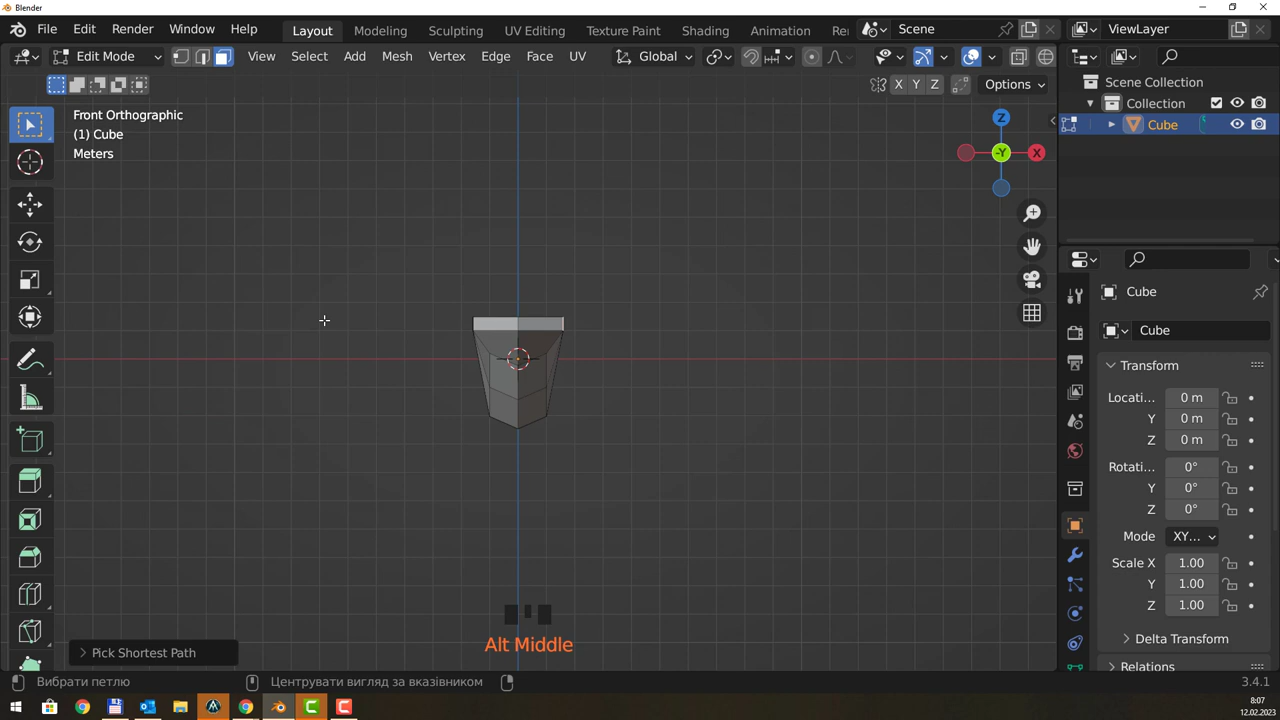 Blender
File Edit Render Window Help Layout Modeling Sculpting UV Editing Texture Paint Shading Animation Re Scene ViewLayer
Edit Mode View Select Add Mesh Vertex Edge Face UV Global
X Y Z Options
Scene Collection
Collection
Cube
Front Orthographic
(1) Cube
Meters
Z
-Y
X
Cube
Cube
Transform
Locati... 0 m
Y 0 m
Z 0 m
Rotati... 0°
Y 0°
Z 0°
Mode XY...
Scale X 1.00
Y 1.00
Z 1.00
Delta Transform
Relations
Alt Middle
Pick Shortest Path
Вибрати петлю Центрувати вигляд за вказівником 3.4.1
8:07
12.02.2023